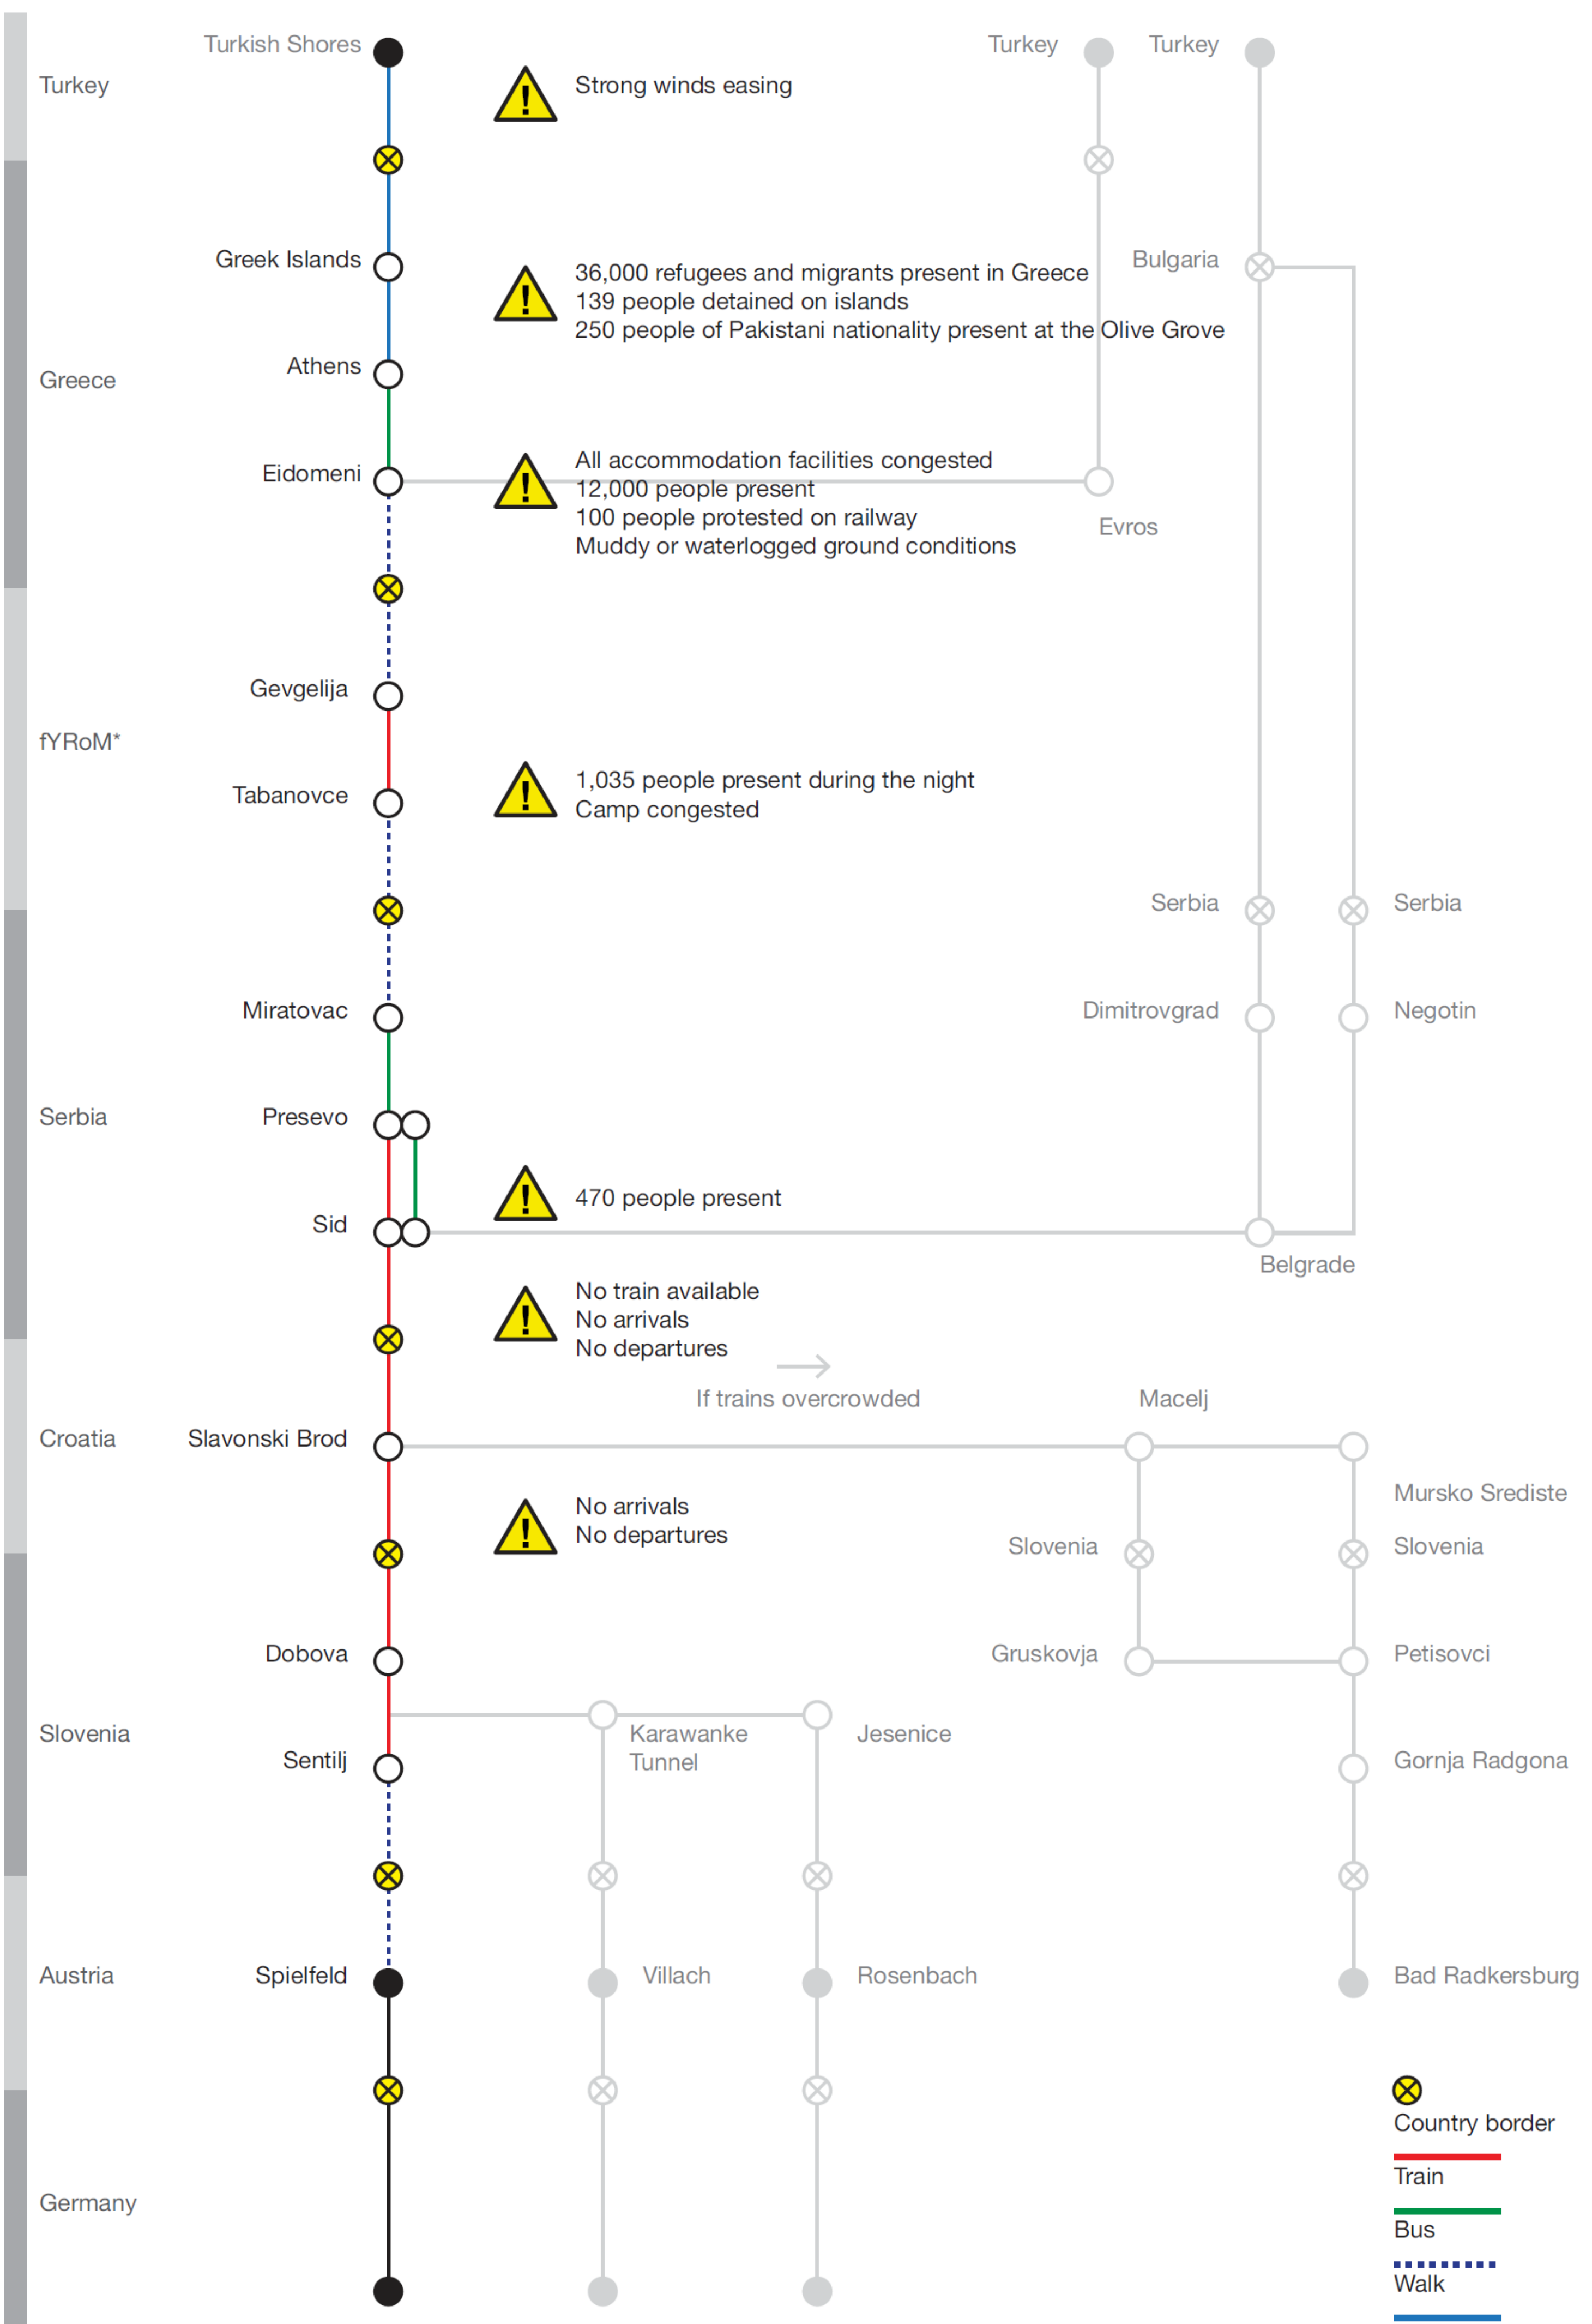 Turkish Shores
Turkey
Turkey
Turkey
Strong winds easing
Greek Islands
Bulgaria
36,000 refugees and migrants present in Greece
139 people detained on islands
250 people of Pakistani nationality present at the Olive Grove
Athens
Greece
Eidomeni
All accommodation facilities congested
12,000 people present
100 people protested on railway
Muddy or waterlogged ground conditions
Evros
Gevgelija
fYRoM*
Tabanovce
1,035 people present during the night
Camp congested
Serbia
Serbia
Miratovac
Dimitrovgrad
Negotin
Serbia
Presevo
470 people present
Sid
Belgrade
No train available
No arrivals
No departures
If trains overcrowded
Macelj
Croatia
Slavonski Brod
Mursko Srediste
No arrivals
No departures
Slovenia
Slovenia
Dobova
Gruskovja
Petisovci
Slovenia
Karawanke
Tunnel
Jesenice
Sentilj
Gornja Radgona
Austria
Spielfeld
Villach
Rosenbach
Bad Radkersburg
Country border
Train
Germany
Bus
Walk